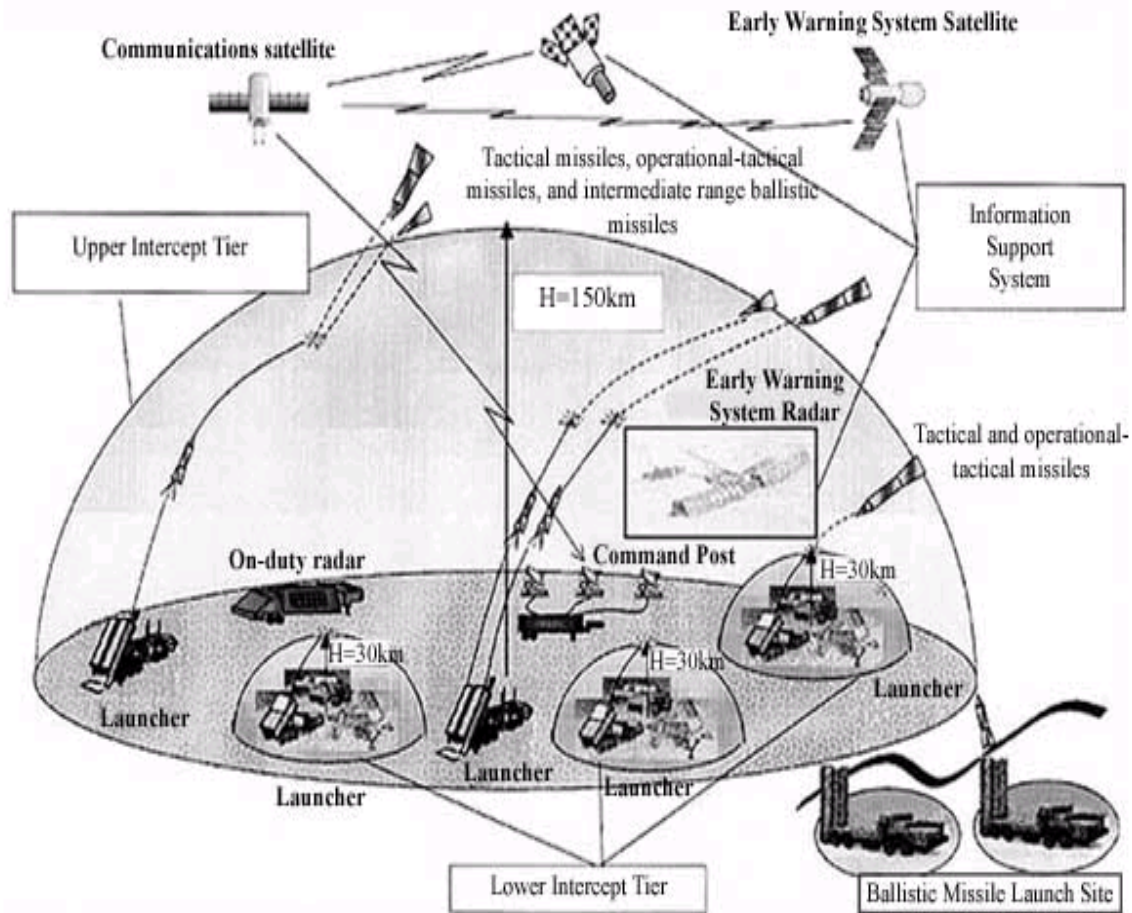 Communications satellite
Early Warning System Satellite
Tactical missiles, operational-tactical
missiles, and intermediate range ballistic
missiles
Upper Intercept Tier
Information
Support
System
H=150km
Early Warning
System Radar
Tactical and operational-
tactical missiles
On-duty radar
Command Post
H=30km
H=30km
H=30km
Launcher
Launcher
Launcher
Launcher
Launcher
Lower Intercept Tier
Ballistic Missile Launch Site